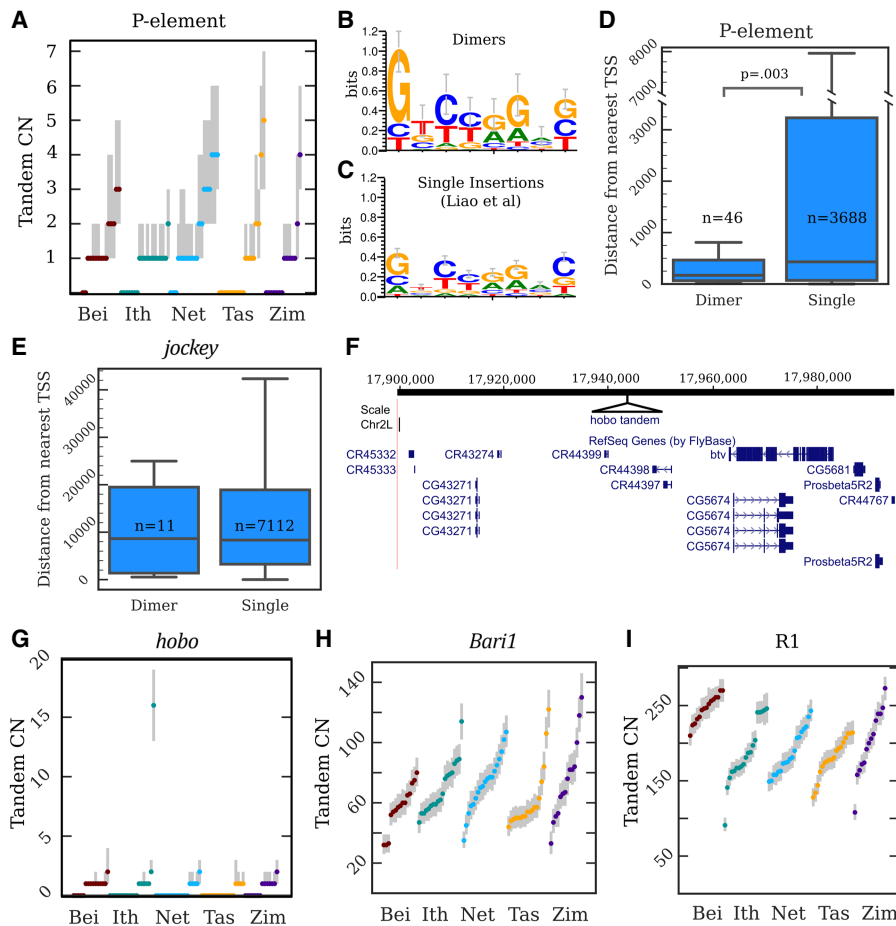 A
P-element
Tandem CN
7
6
5
4
3
2
1
Bei Ith Net Tas Zim
B
Dimers
bits
1.2
1.0
0.8
0.6
0.4
0.2
0.0
C
Single Insertions
(Liao et al)
bits
1.2
1.0
0.8
0.6
0.4
0.2
0.0
D
P-element
Distance from nearest TSS
8000
7000
3000
1000
0
p=.003
n=46
n=3688
Dimer Single
E
jockey
Distance from nearest TSS
40000
30000
20000
10000
0
n=11
n=7112
Dimer Single
F
17,900,000 17,920,000 17,940,000 17,960,000 17,980,000
Scale
Chr2L
hobo tandem
RefSeq Genes (by FlyBase)
CR45332 CR43274 CR44399 btv
CR45333 CR44398 CG5681
CG43271 CR44397 Prosbeta5R2
CG43271 CG5674 CR44767
CG43271 CG5674
CG43271 CG5674
CG5674
Prosbeta5R2
G
hobo
Tandem CN
20
15
10
5
0
Bei Ith Net Tas Zim
H
Bari1
Tandem CN
140
100
60
20
Bei Ith Net Tas Zim
I
R1
Tandem CN
250
150
50
Bei Ith Net Tas Zim